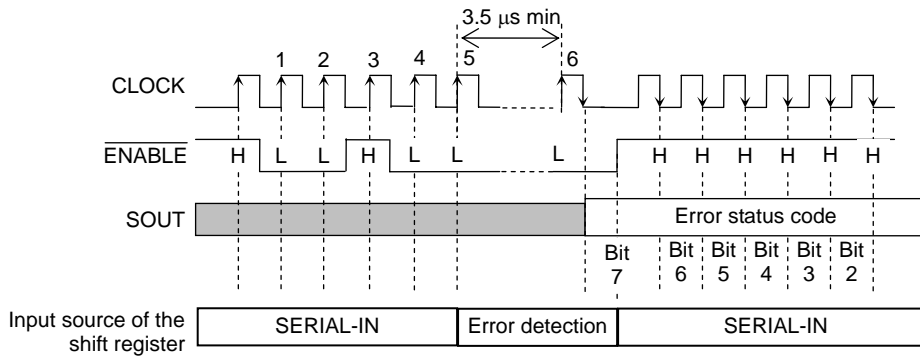 3.5 μs min
1 2 3 4 5 6
CLOCK
ENABLE H L L H L L L H H H H H H
SOUT Error status code
Bit 7 Bit 6 Bit 5 Bit 4 Bit 3 Bit 2
Input source of the shift register SERIAL-IN Error detection SERIAL-IN